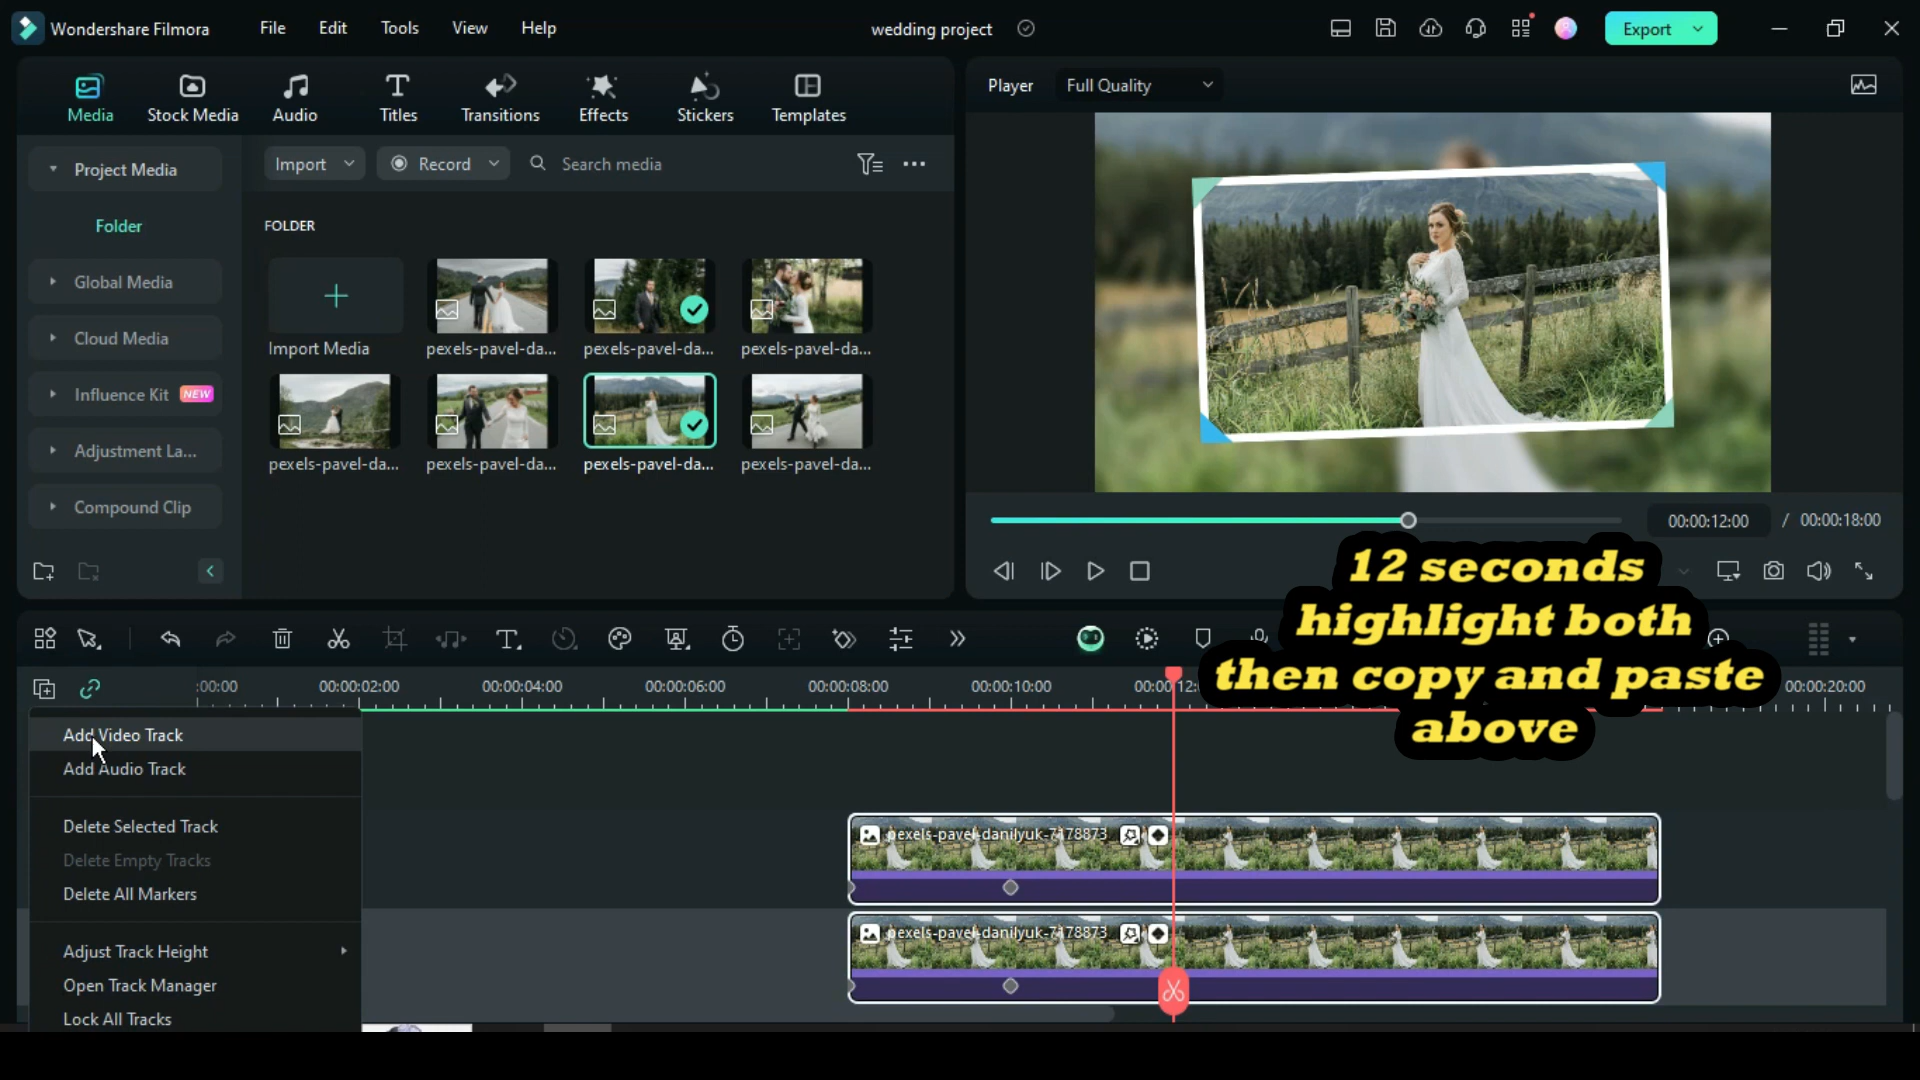 Wondershare Filmora
File
Edit
Tools
View
Help
wedding project
Export
Media
Stock Media
Audio
Titles
Transitions
Effects
Stickers
Templates
Player
Full Quality
Project Media
Import
Record
Search media
Folder
FOLDER
Global Media
Cloud Media
Influence Kit
NEW
Adjustment La...
Compound Clip
Import Media
pexels-pavel-da...
pexels-pavel-da...
pexels-pavel-da...
pexels-pavel-da...
pexels-pavel-da...
pexels-pavel-da...
pexels-pavel-da...
00:00:12:00
/
00:00:18:00
12 seconds
highlight both
then copy and paste
above
:00:00
00:00:02:00
00:00:04:00
00:00:06:00
00:00:08:00
00:00:10:00
00:00:20:00
Add Video Track
Add Audio Track
Delete Selected Track
Delete Empty Tracks
Delete All Markers
Adjust Track Height
Open Track Manager
Lock All Tracks
pexels-pavel-danilyuk-7178873
pexels-pavel-danilyuk-7178873